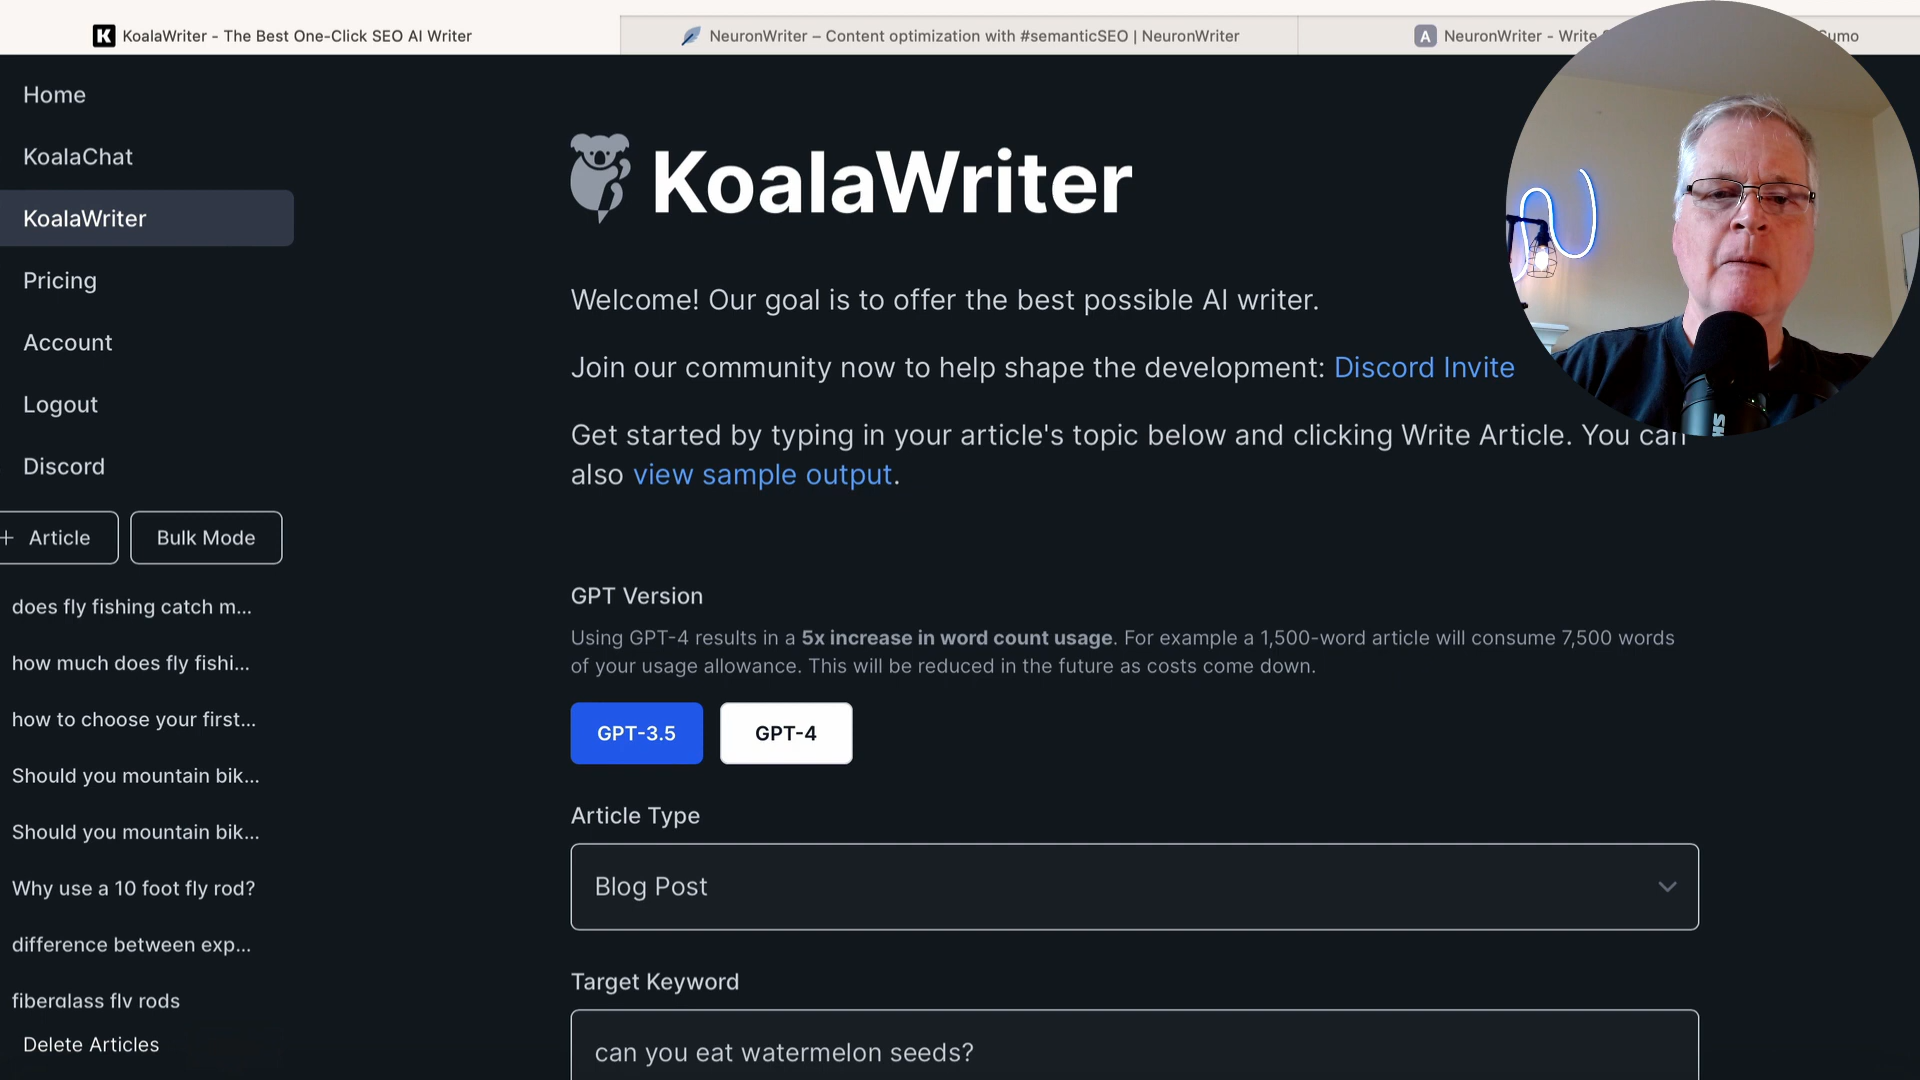 KoalaWriter - The Best One-Click SEO AI Writer
NeuronWriter – Content optimization with #semanticSEO | NeuronWriter
A NeuronWriter - Write
Home
KoalaChat
KoalaWriter
Pricing
Account
Logout
Discord
+ Article
Bulk Mode
does fly fishing catch m...
how much does fly fishi...
how to choose your first...
Should you mountain bik...
Should you mountain bik...
Why use a 10 foot fly rod?
difference between exp...
fiberglass fly rods
Delete Articles
KoalaWriter
Welcome! Our goal is to offer the best possible AI writer.
Join our community now to help shape the development: Discord Invite
Get started by typing in your article's topic below and clicking Write Article. You can
also view sample output.
GPT Version
Using GPT-4 results in a 5x increase in word count usage. For example a 1,500-word article will consume 7,500 words
of your usage allowance. This will be reduced in the future as costs come down.
GPT-3.5
GPT-4
Article Type
Blog Post
Target Keyword
can you eat watermelon seeds?